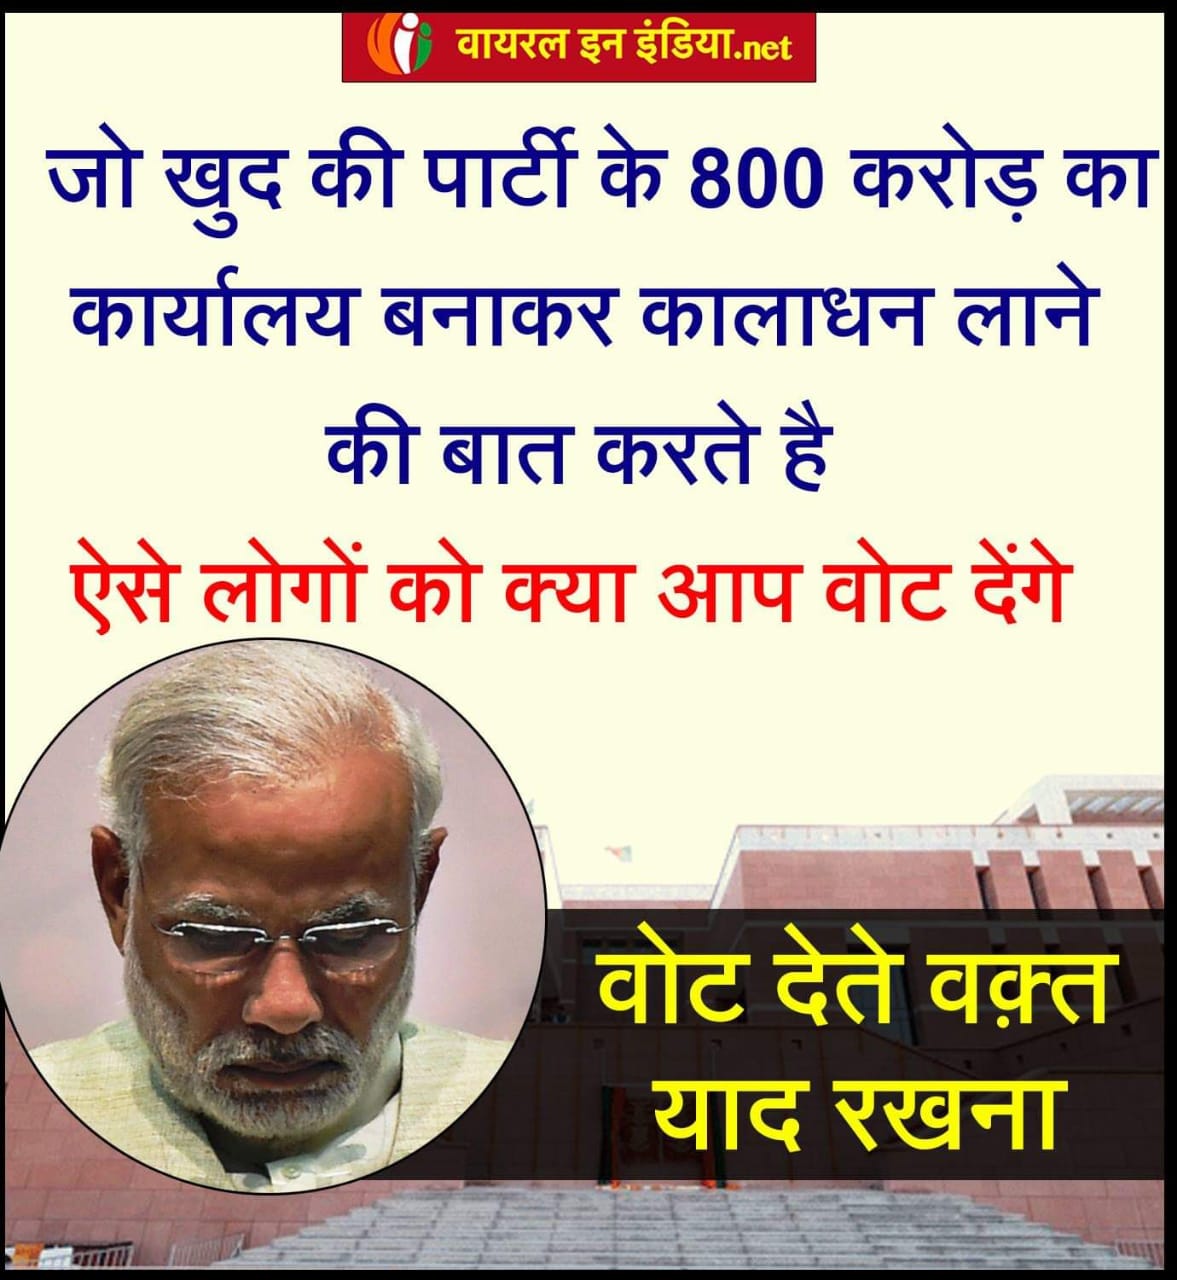 वायरल इन इंडिया.net
जो खुद की पार्टी के 800 करोड़ का
कार्यालय बनाकर कालाधन लाने
की बात करते है
ऐसे लोगों को क्या आप वोट देंगे
वोट देते वक़्त
याद रखना